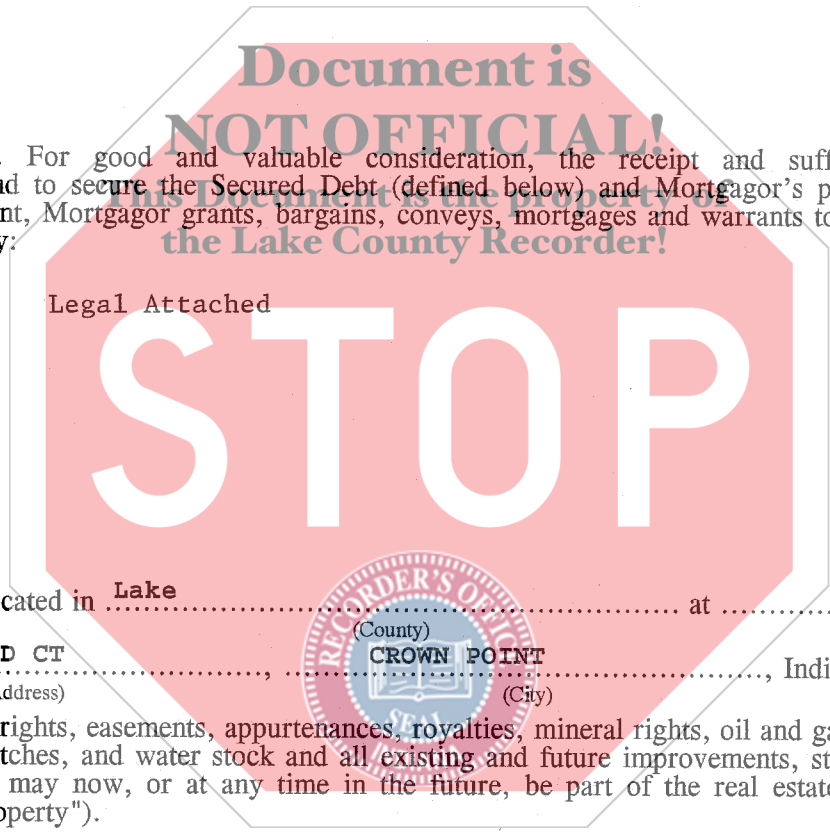 Document is
NOT OFFICIAL!
. For good and valuable consideration, the receipt and suff
nd to secure the Secured Debt (defined below) and Mortgagor's p
This Document is the property of
nt, Mortgagor grants, bargains, conveys, mortgages and warrants to
the Lake County Recorder!
y:
Legal Attached
STOP
cated in Lake at
(County)
D CT, CROWN POINT, Indi
ddress) (City)
RECORDER'S OFFICE
SEAL
rights, easements, appurtenances, royalties, mineral rights, oil and ga
tches, and water stock and all existing and future improvements, st
may now, or at any time in the future, be part of the real estate
operty").